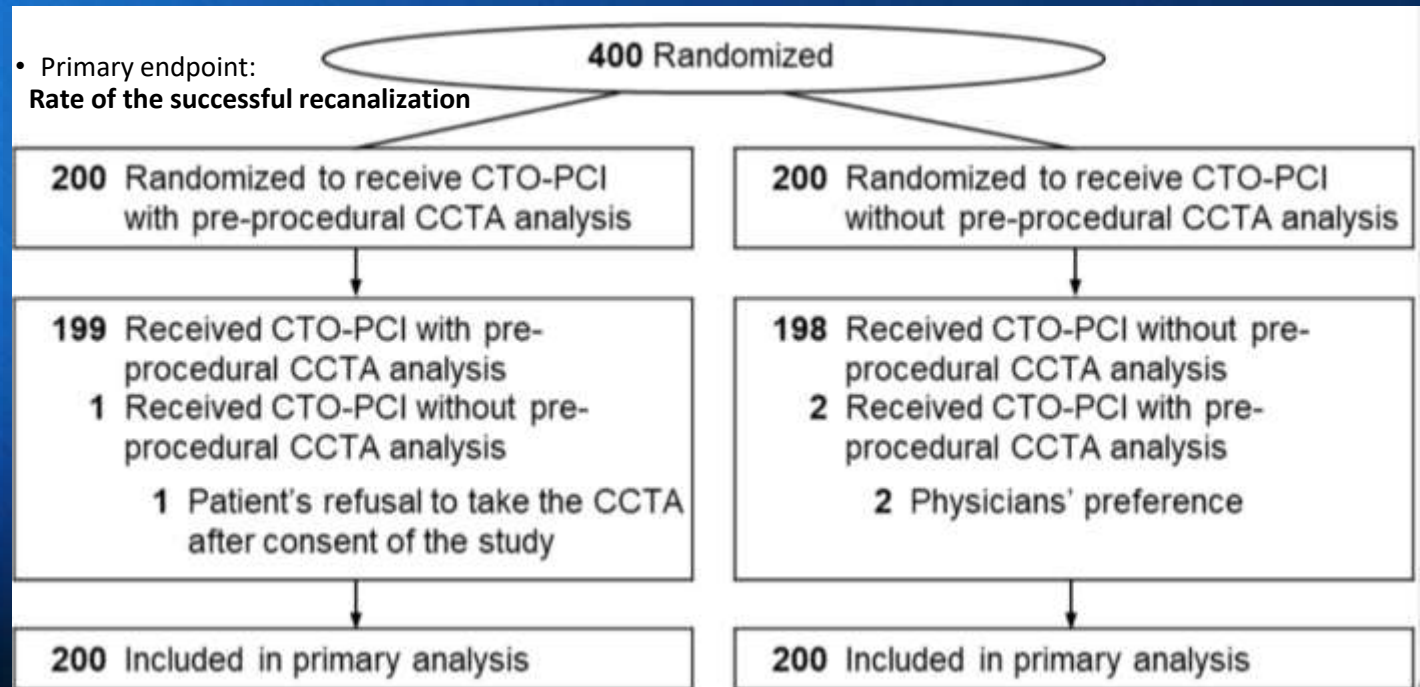 400 Randomized
• Primary endpoint:
Rate of the successful recanalization
200 Randomized to receive CTO-PCI
with pre-procedural CCTA analysis
200 Randomized to receive CTO-PCI
without pre-procedural CCTA analysis
199 Received CTO-PCI with pre-
procedural CCTA analysis
1 Received CTO-PCI without pre-
procedural CCTA analysis
1 Patient's refusal to take the CCTA
after consent of the study
198 Received CTO-PCI without pre-
procedural CCTA analysis
2 Received CTO-PCI with pre-
procedural CCTA analysis
2 Physicians' preference
200 Included in primary analysis
200 Included in primary analysis